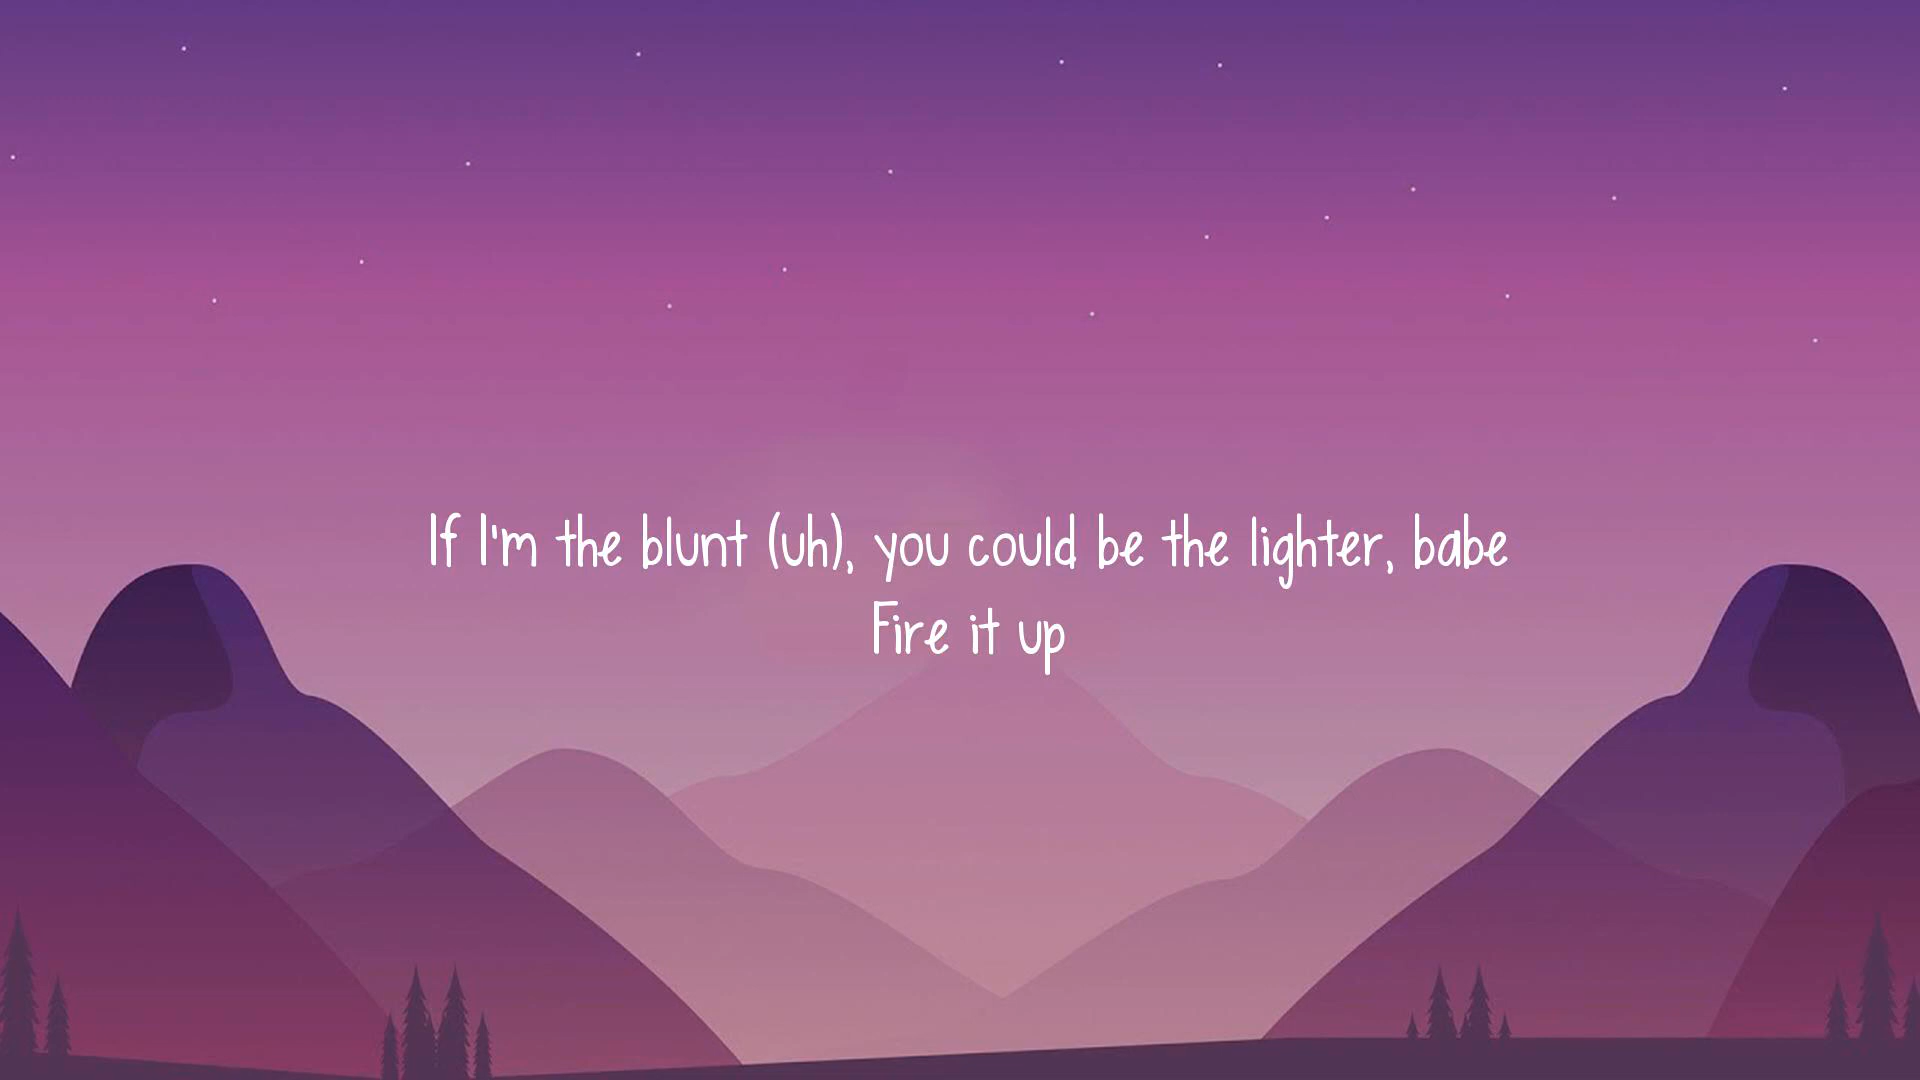 If I'm the blunt (uh), you could be the lighter, babe
Fire it up